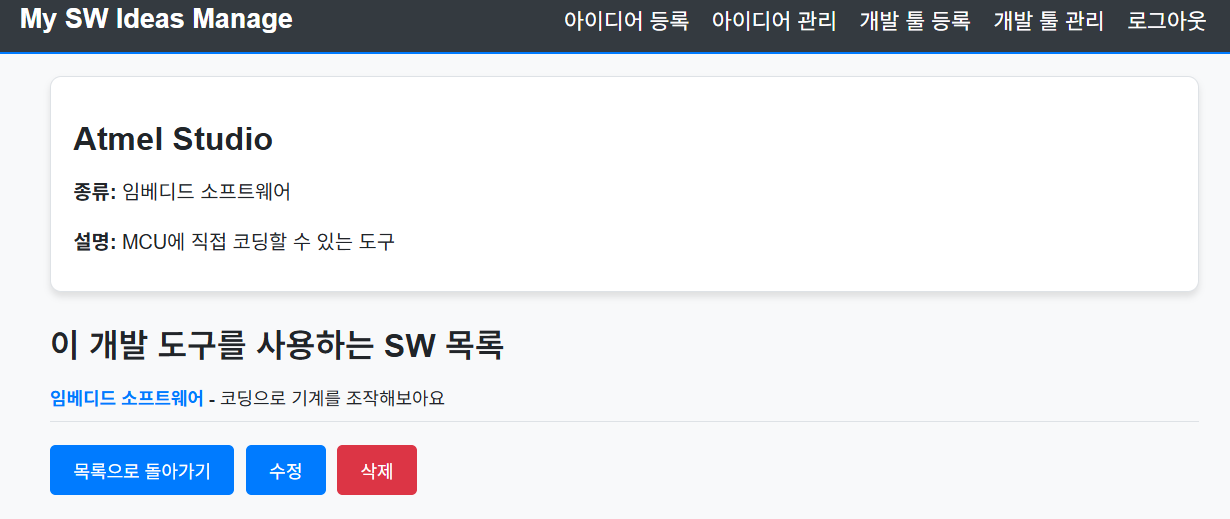 My SW Ideas Manage 아이디어 등록 아이디어 관리 개발 툴 등록 개발 툴 관리 로그아웃
Atmel Studio
종류: 임베디드 소프트웨어
설명: MCU에 직접 코딩할 수 있는 도구
이 개발 도구를 사용하는 SW 목록
임베디드 소프트웨어 - 코딩으로 기계를 조작해보아요
목록으로 돌아가기 수정 삭제